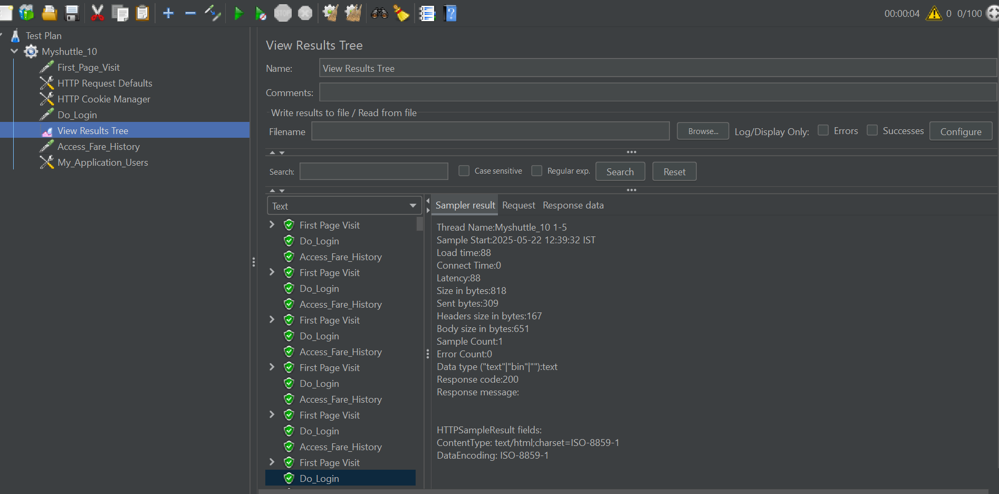 STOP
00:00:04
0
0/100
Test Plan
Myshuttle_10
First_Page_Visit
HTTP Request Defaults
HTTP Cookie Manager
Do_Login
View Results Tree
Access_Fare_History
My_Application_Users
View Results Tree
Name: View Results Tree
Comments:
Write results to file / Read from file
Filename Browse... Log/Display Only: Errors Successes Configure
Search: Case sensitive Regular exp. Search Reset
Text
First Page Visit
Do_Login
Access_Fare_History
First Page Visit
Do_Login
Access_Fare_History
First Page Visit
Do_Login
Access_Fare_History
First Page Visit
Do_Login
Access_Fare_History
First Page Visit
Do_Login
Access_Fare_History
First Page Visit
Do_Login
Sampler result Request Response data
Thread Name:Myshuttle_10 1-5
Sample Start:2025-05-22 12:39:32 IST
Load time:88
Connect Time:0
Latency:88
Size in bytes:818
Sent bytes:309
Headers size in bytes:167
Body size in bytes:651
Sample Count:1
Error Count:0
Data type ("text"|"bin"|""):text
Response code:200
Response message:
HTTPSampleResult fields:
ContentType: text/html;charset=ISO-8859-1
DataEncoding: ISO-8859-1